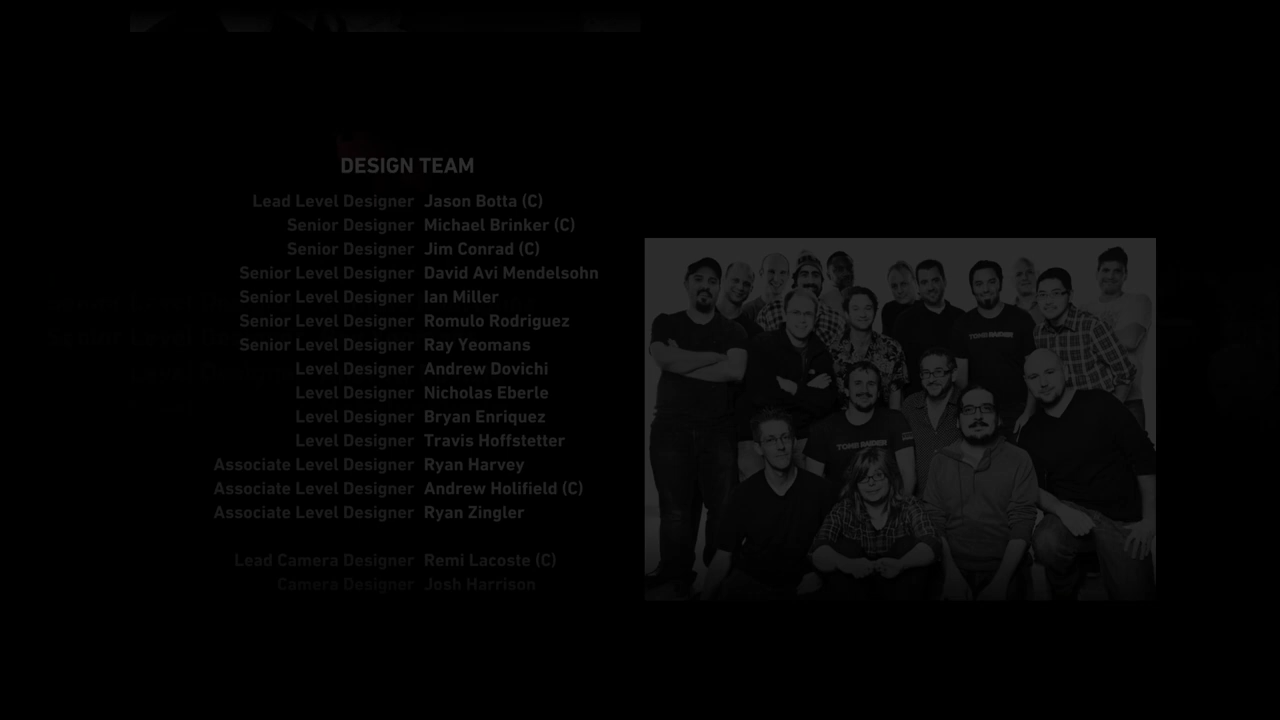 DESIGN TEAM
Lead Level Designer Jason Botta (C)
Senior Designer Michael Brinker (C)
Senior Designer Jim Conrad (C)
Senior Level Designer David Avi Mendelsohn
Senior Level Designer Ian Miller
Senior Level Designer Romulo Rodriguez
Senior Level Designer Ray Yeomans
Level Designer Andrew Dovichi
Level Designer Nicholas Eberle
Level Designer Bryan Enriquez
Level Designer Travis Hoffstetter
Associate Level Designer Ryan Harvey
Associate Level Designer Andrew Holifield (C)
Associate Level Designer Ryan Zingler
Lead Camera Designer Remi Lacoste (C)
Camera Designer Josh Harrison
TOMB RAIDER
TOMB RAIDER